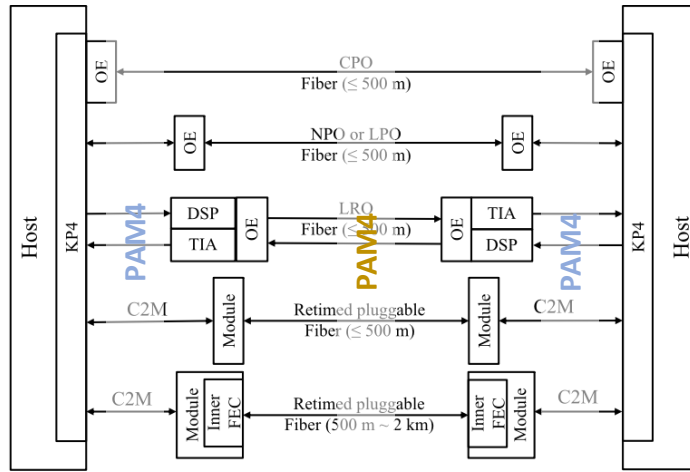 Host
KP4
OE
CPO
Fiber (≤ 500 m)
OE
KP4
Host
OE
NPO or LPO
Fiber (≤ 500 m)
OE
PAM4
DSP
TIA
OE
LRO
Fiber (≤ m)
PAM4
OE
TIA
DSP
PAM4
C2M
Module
Retimed pluggable
Fiber (≤ 500 m)
Module
C2M
C2M
Module
Inner
FEC
Retimed pluggable
Fiber (500 m ~ 2 km)
Inner
FEC
Module
C2M